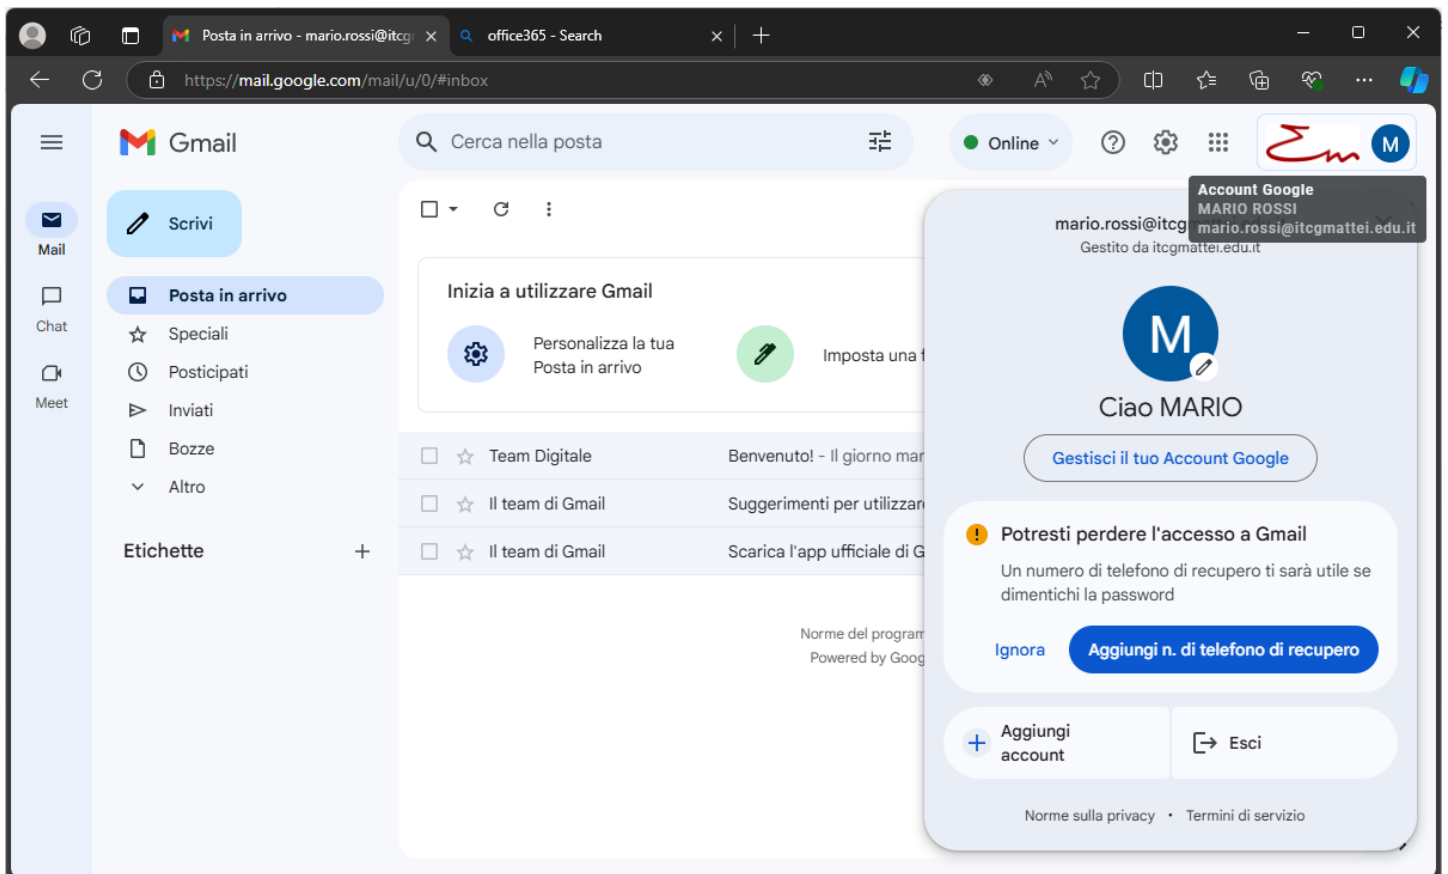 Posta in arrivo - mario.rossi@itcg
office365 - Search
https://mail.google.com/mail/u/0/#inbox
Gmail
Cerca nella posta
Online
M
Account Google
MARIO ROSSI
mario.rossi@itcgmattei.edu.it
Mail
Chat
Meet
Scrivi
Posta in arrivo
Speciali
Posticipati
Inviati
Bozze
Altro
Etichette
Inizia a utilizzare Gmail
Personalizza la tua
Posta in arrivo
Imposta una f
Team Digitale Benvenuto! - Il giorno mar
Il team di Gmail Suggerimenti per utilizzar
Il team di Gmail Scarica l'app ufficiale di G
Norme del program
Powered by Goog
mario.rossi@itcg
Gestito da itcgmattei.edu.it
M
Ciao MARIO
Gestisci il tuo Account Google
Potresti perdere l'accesso a Gmail
Un numero di telefono di recupero ti sarà utile se
dimentichi la password
Ignora
Aggiungi n. di telefono di recupero
Aggiungi
account
Esci
Norme sulla privacy • Termini di servizio